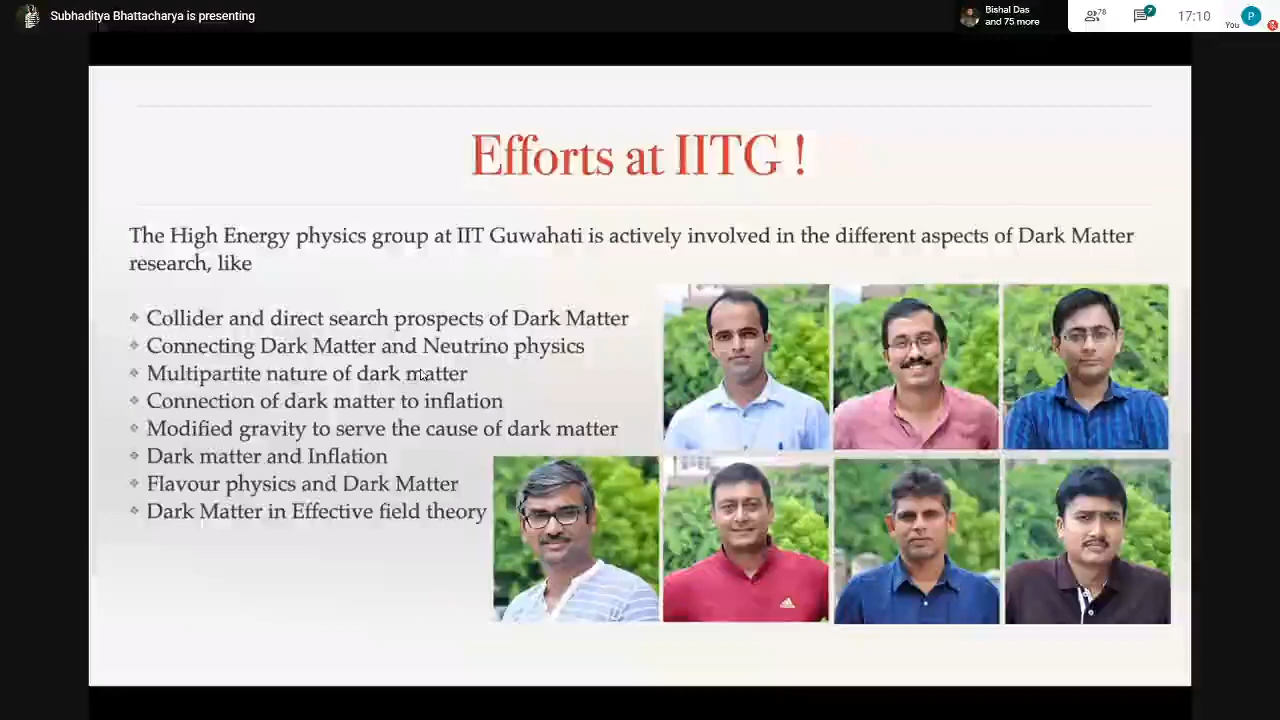 Subhaditya Bhattacharya is presenting
Bishal Das
and 75 more
78
7
17:10
You
P
Efforts at IITG !
The High Energy physics group at IIT Guwahati is actively involved in the different aspects of Dark Matter
research, like
❖ Collider and direct search prospects of Dark Matter
❖ Connecting Dark Matter and Neutrino physics
❖ Multipartite nature of dark matter
❖ Connection of dark matter to inflation
❖ Modified gravity to serve the cause of dark matter
❖ Dark matter and Inflation
❖ Flavour physics and Dark Matter
❖ Dark Matter in Effective field theory